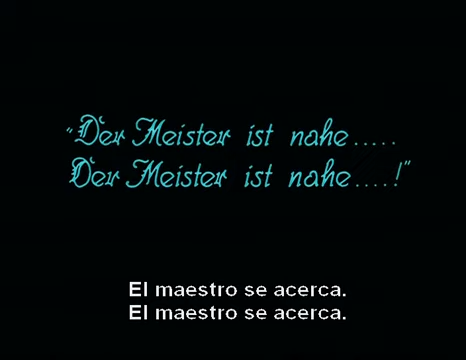 "Der Meister ist nahe.....
Der Meister ist nahe....!"
El maestro se acerca.
El maestro se acerca.